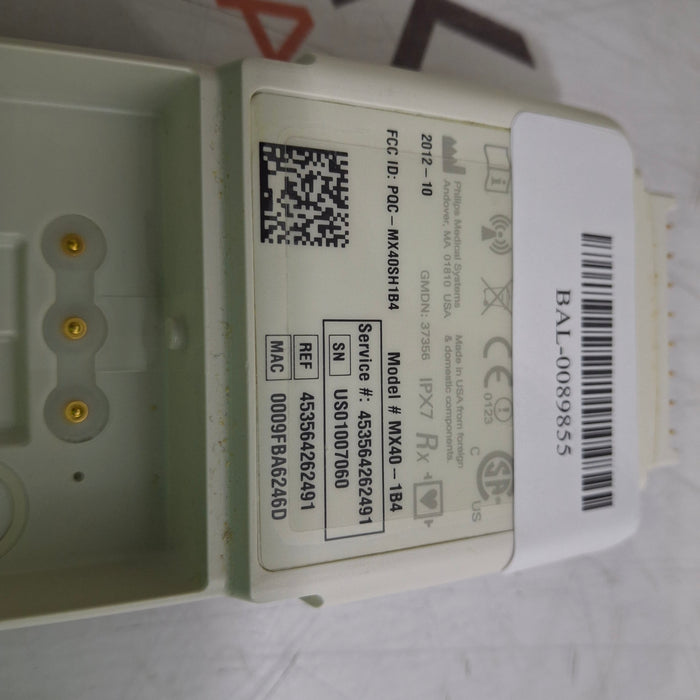 Philips Medical Systems
Andover, MA 01810 USA
2012-10
Made in USA from foreign
& domestic components.
GMDN: 37356
IPX7
Rx
0123
C
SA
US
FCC ID: PQC-MX40SH1B4
Model # MX40-1B4
Service #: 453564262491
SN US01007060
REF 453564262491
MAC 0009FBA6246D
BAL-0089855